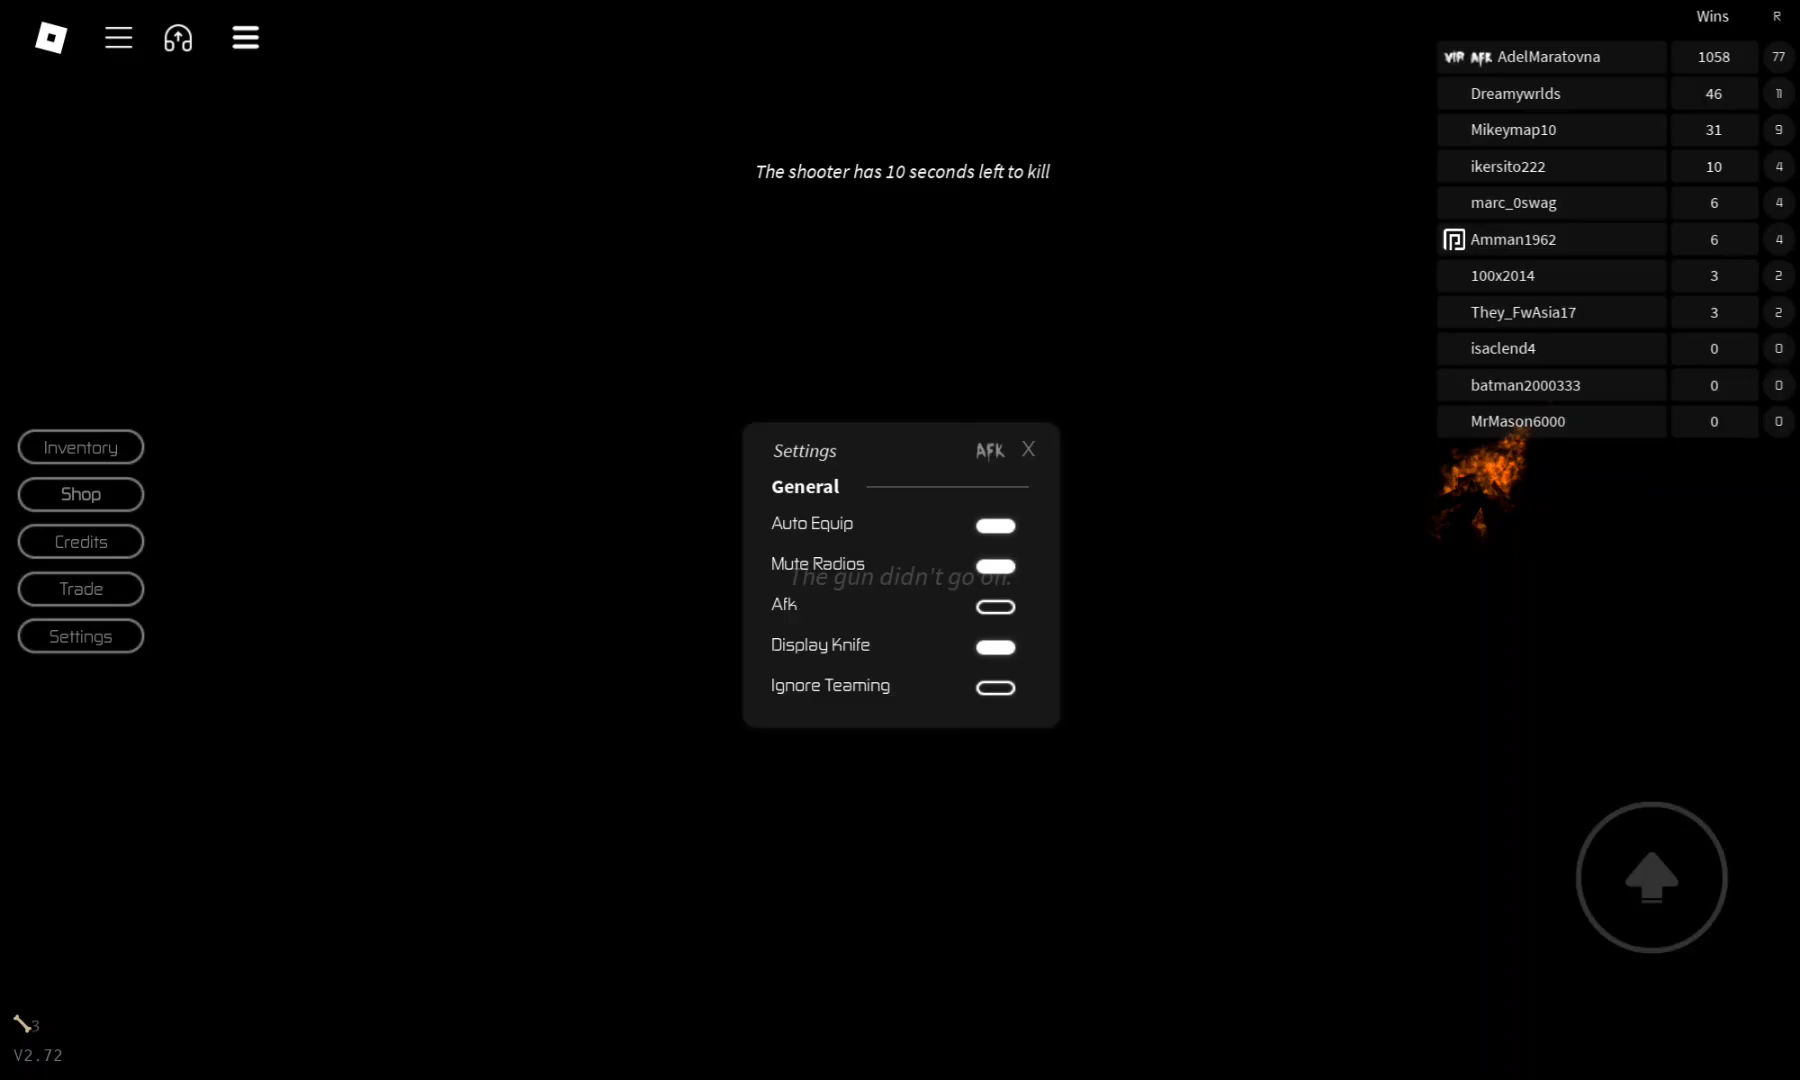 Wins R
VIP AFK AdelMaratovna 1058 77
Dreamywrlds 46 11
Mikeymap10 31 9
ikersito222 10 4
marc_0swag 6 4
Amman1962 6 4
100x2014 3 2
They_FwAsia17 3 2
isaclend4 0 0
batman2000333 0 0
MrMason6000 0 0
The shooter has 10 seconds left to kill
Inventory
Shop
Credits
Trade
Settings
Settings AFK X
General
Auto Equip
Mute Radios
The gun didn't go off.
Afk
Display Knife
Ignore Teaming
3
V2.72